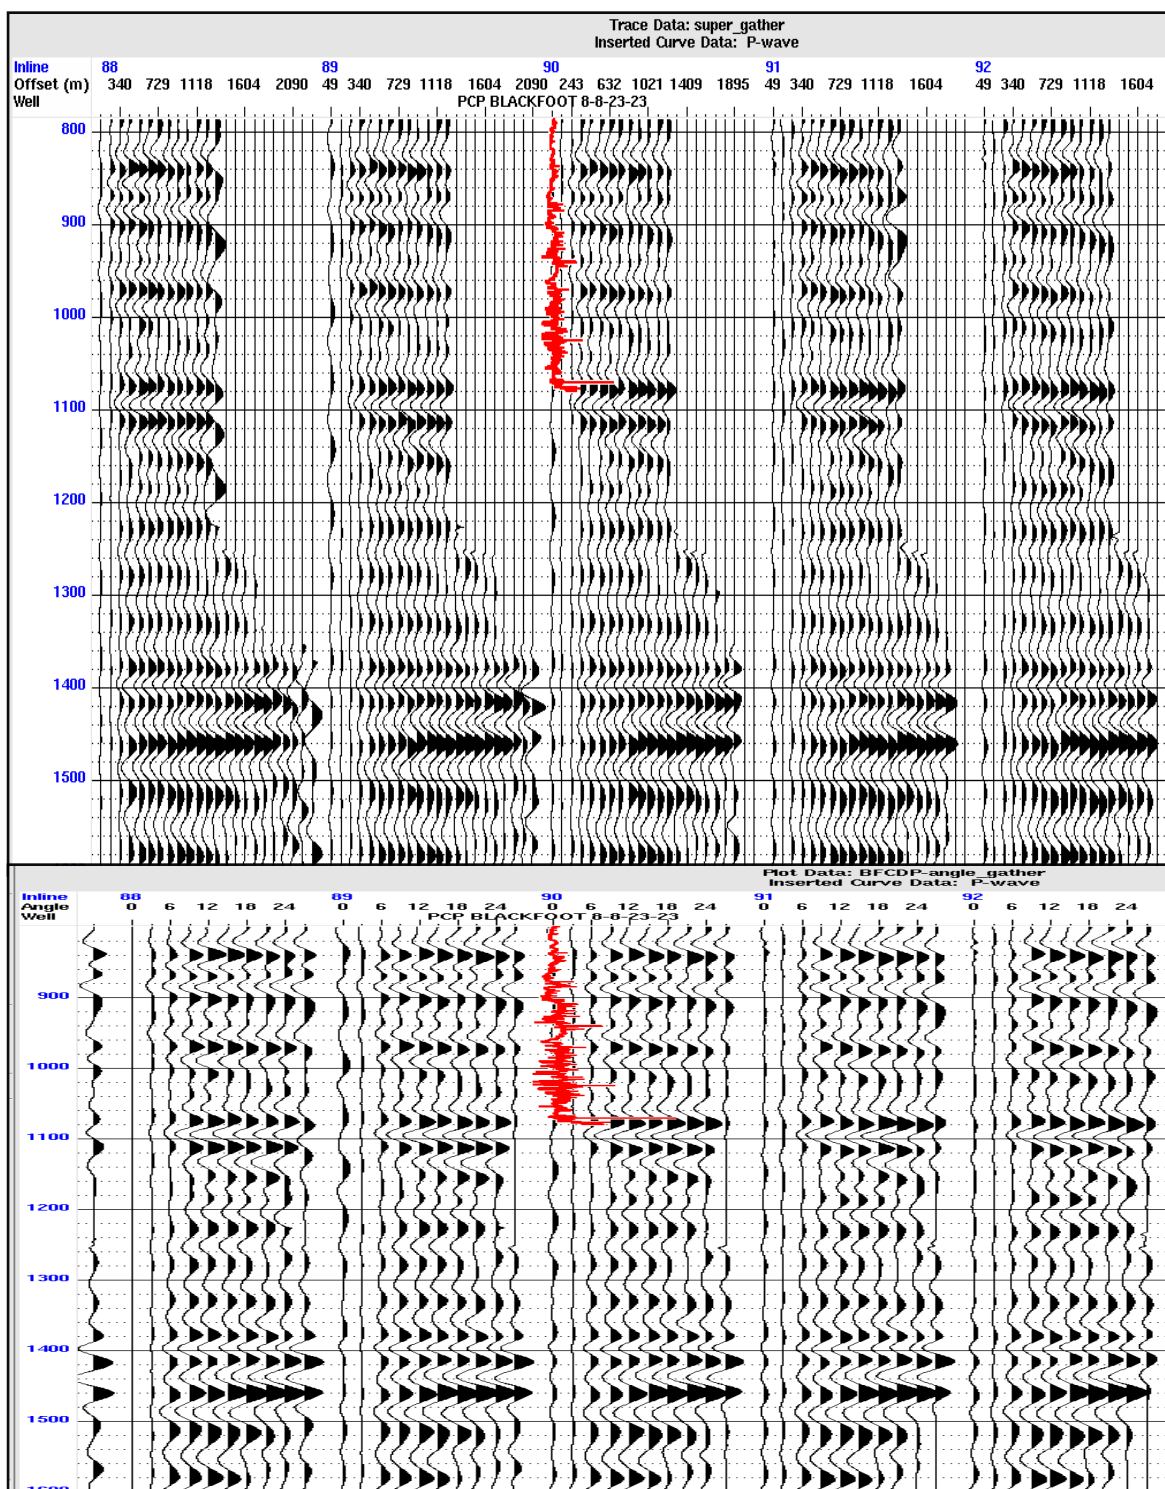 Trace Data: super_gather
Inserted Curve Data: P-wave
Inline 88 89 90 91 92
Offset (m) 340 729 1118 1604 2090 49 340 729 1118 1604 2090 243 632 1021 1409 1895 49 340 729 1118 1604 49 340 729 1118 1604
Well PCP BLACKFOOT 8-8-23-23
800
900
1000
1100
1200
1300
1400
1500
Plot Data: BFCDP-angle_gather
Inserted Curve Data: P-wave
Inline 88 89 90 91 92
Angle 0 6 12 18 24 0 6 12 18 24 0 6 12 18 24 0 6 12 18 24 0 6 12 18 24
Well PCP BLACKFOOT 8-8-23-23
900
1000
1100
1200
1300
1400
1500